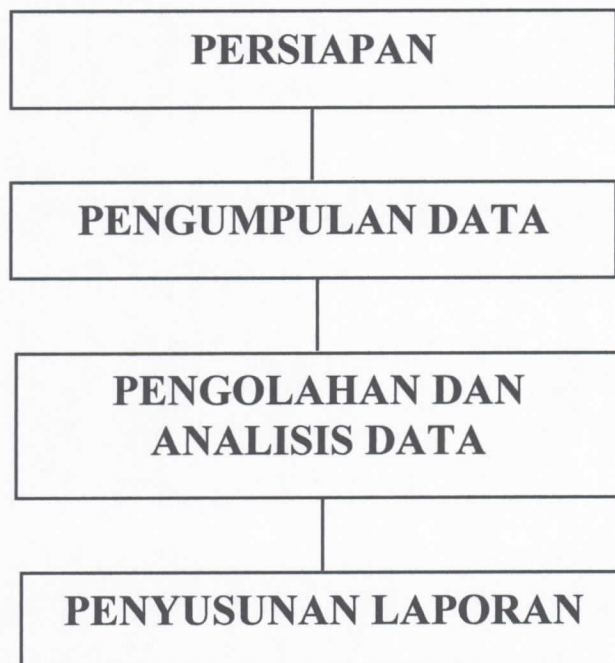 PERSIAPAN
PENGUMPULAN DATA
PENGOLAHAN DAN
ANALISIS DATA
PENYUSUNAN LAPORAN